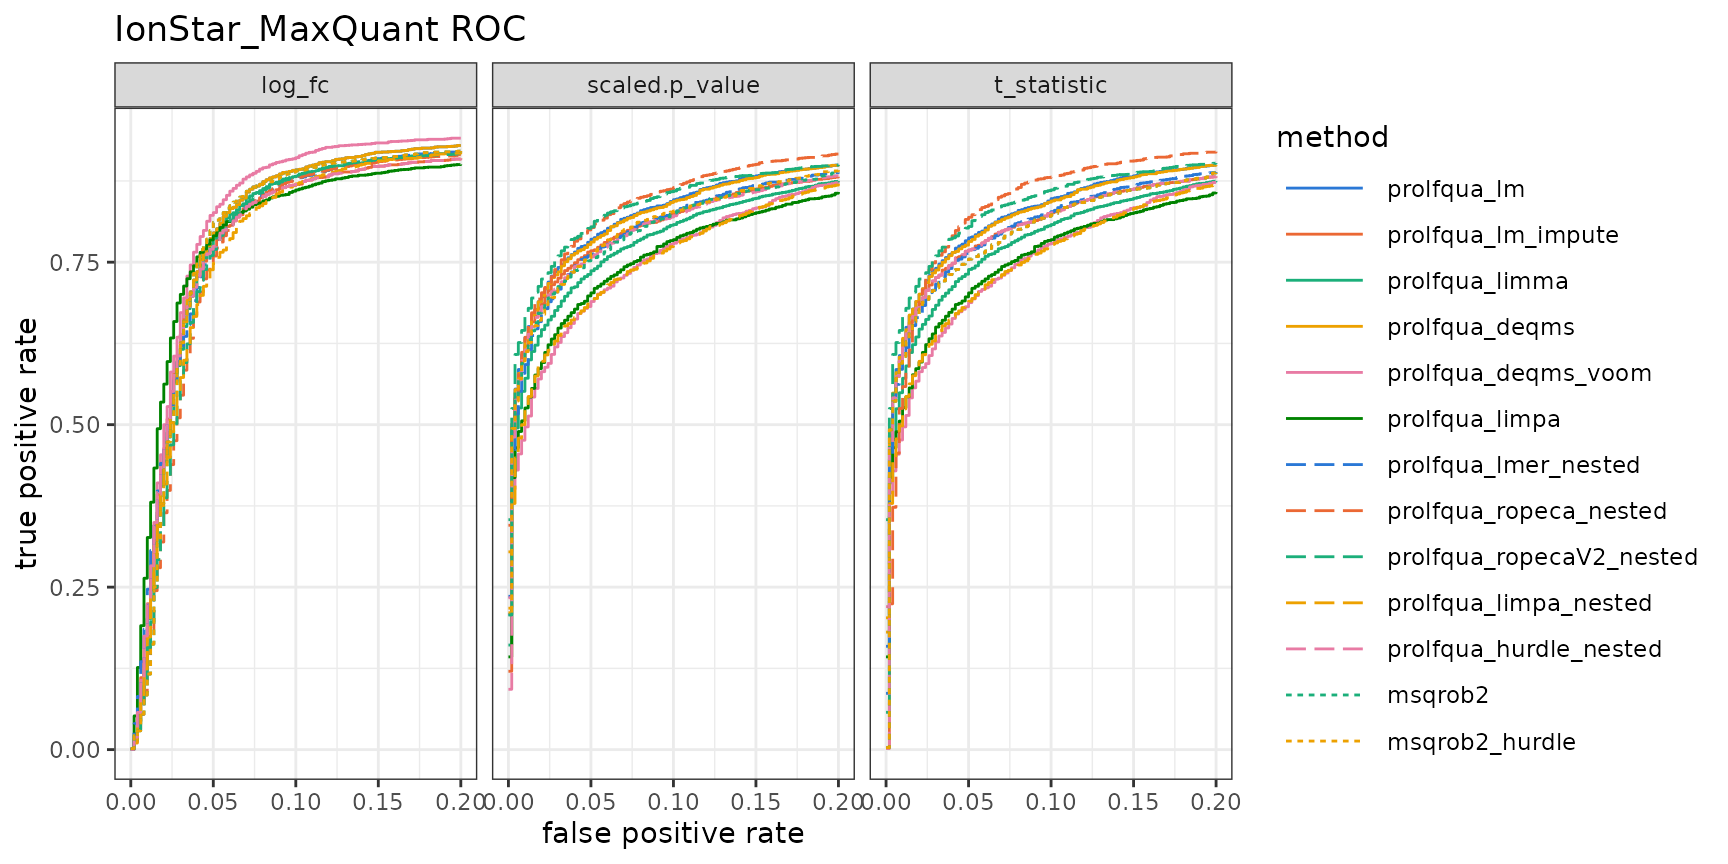 IonStar_MaxQuant ROC
log_fc
scaled.p_value
t_statistic
true positive rate
0.75
0.50
0.25
0.00
0.00 0.05 0.10 0.15 0.20
0.00 0.05 0.10 0.15 0.20
0.00 0.05 0.10 0.15 0.20
false positive rate
method
prolfqua_lm
prolfqua_lm_impute
prolfqua_limma
prolfqua_deqms
prolfqua_deqms_voom
prolfqua_limpa
prolfqua_lmer_nested
prolfqua_ropeca_nested
prolfqua_ropecaV2_nested
prolfqua_limpa_nested
prolfqua_hurdle_nested
msqrob2
msqrob2_hurdle